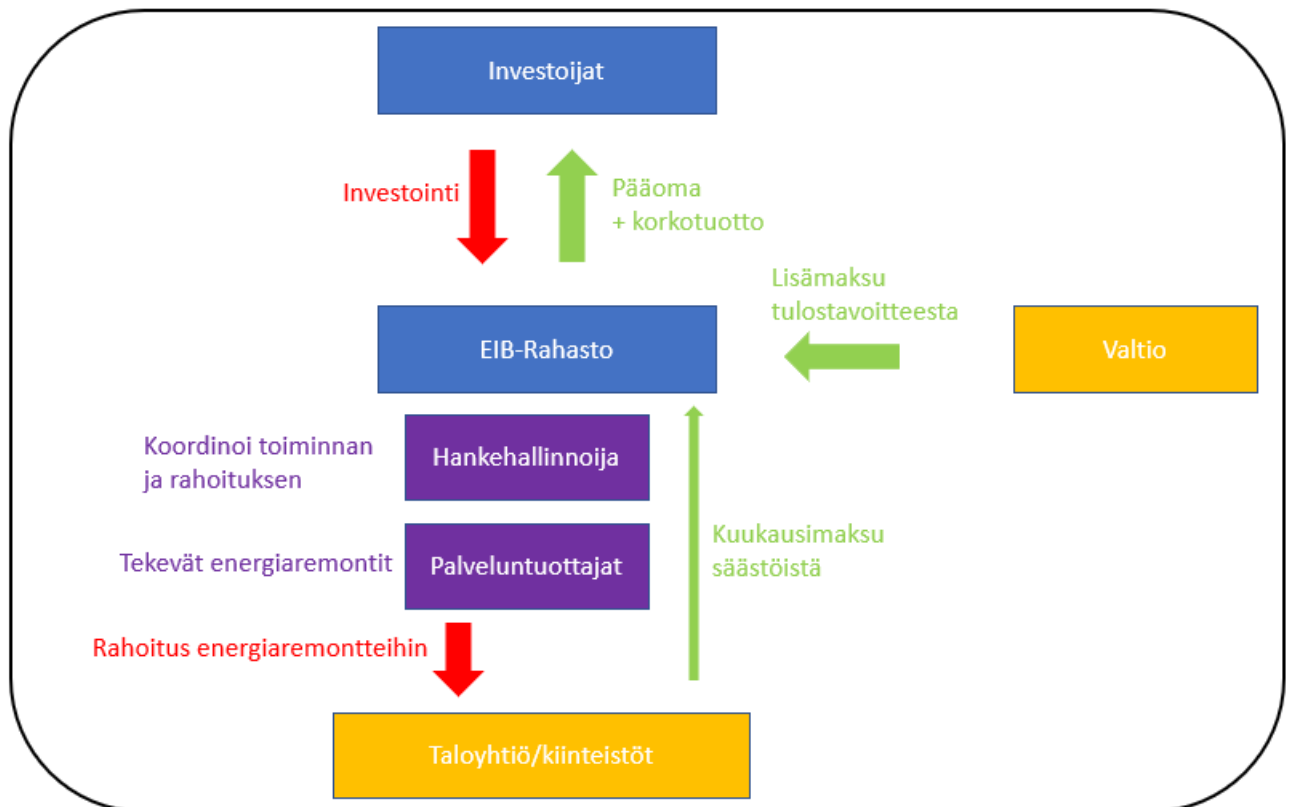 Investoijat
Investointi
Pääoma
+ korkotuotto
Lisämaksu
tulostavoitteesta
EIB-Rahasto
Valtio
Koordinoi toiminnan
ja rahoituksen
Hankehallinnoija
Tekevät energiaremontit
Palveluntuottajat
Kuukausimaksu
säästöistä
Rahoitus energiaremontteihin
Taloyhtiö/kiinteistöt